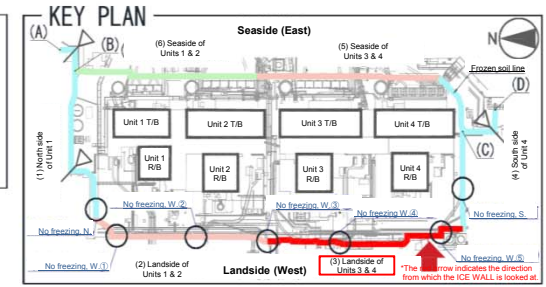 KEY PLAN
Seaside (East)
N
(A)
(B)
(6) Seaside of
Units 1 & 2
(5) Seaside of
Units 3 & 4
Frozen soil line
(D)
Unit 1 T/B
Unit 2 T/B
Unit 3 T/B
Unit 4 T/B
(C)
(1) North side
of Unit 1
(4) South side
of Unit 4
Unit 1
R/B
Unit 2
R/B
Unit 3
R/B
Unit 4
R/B
No freezing, W.②
No freezing, W.③
No freezing, W.④
No freezing, S.
No freezing, N.
No freezing, W.①
No freezing, W.⑤
(2) Landside of
Units 1 & 2
Landside (West)
(3) Landside of
Units 3 & 4
*The red arrow indicates the direction
from which the ICE WALL is looked at.